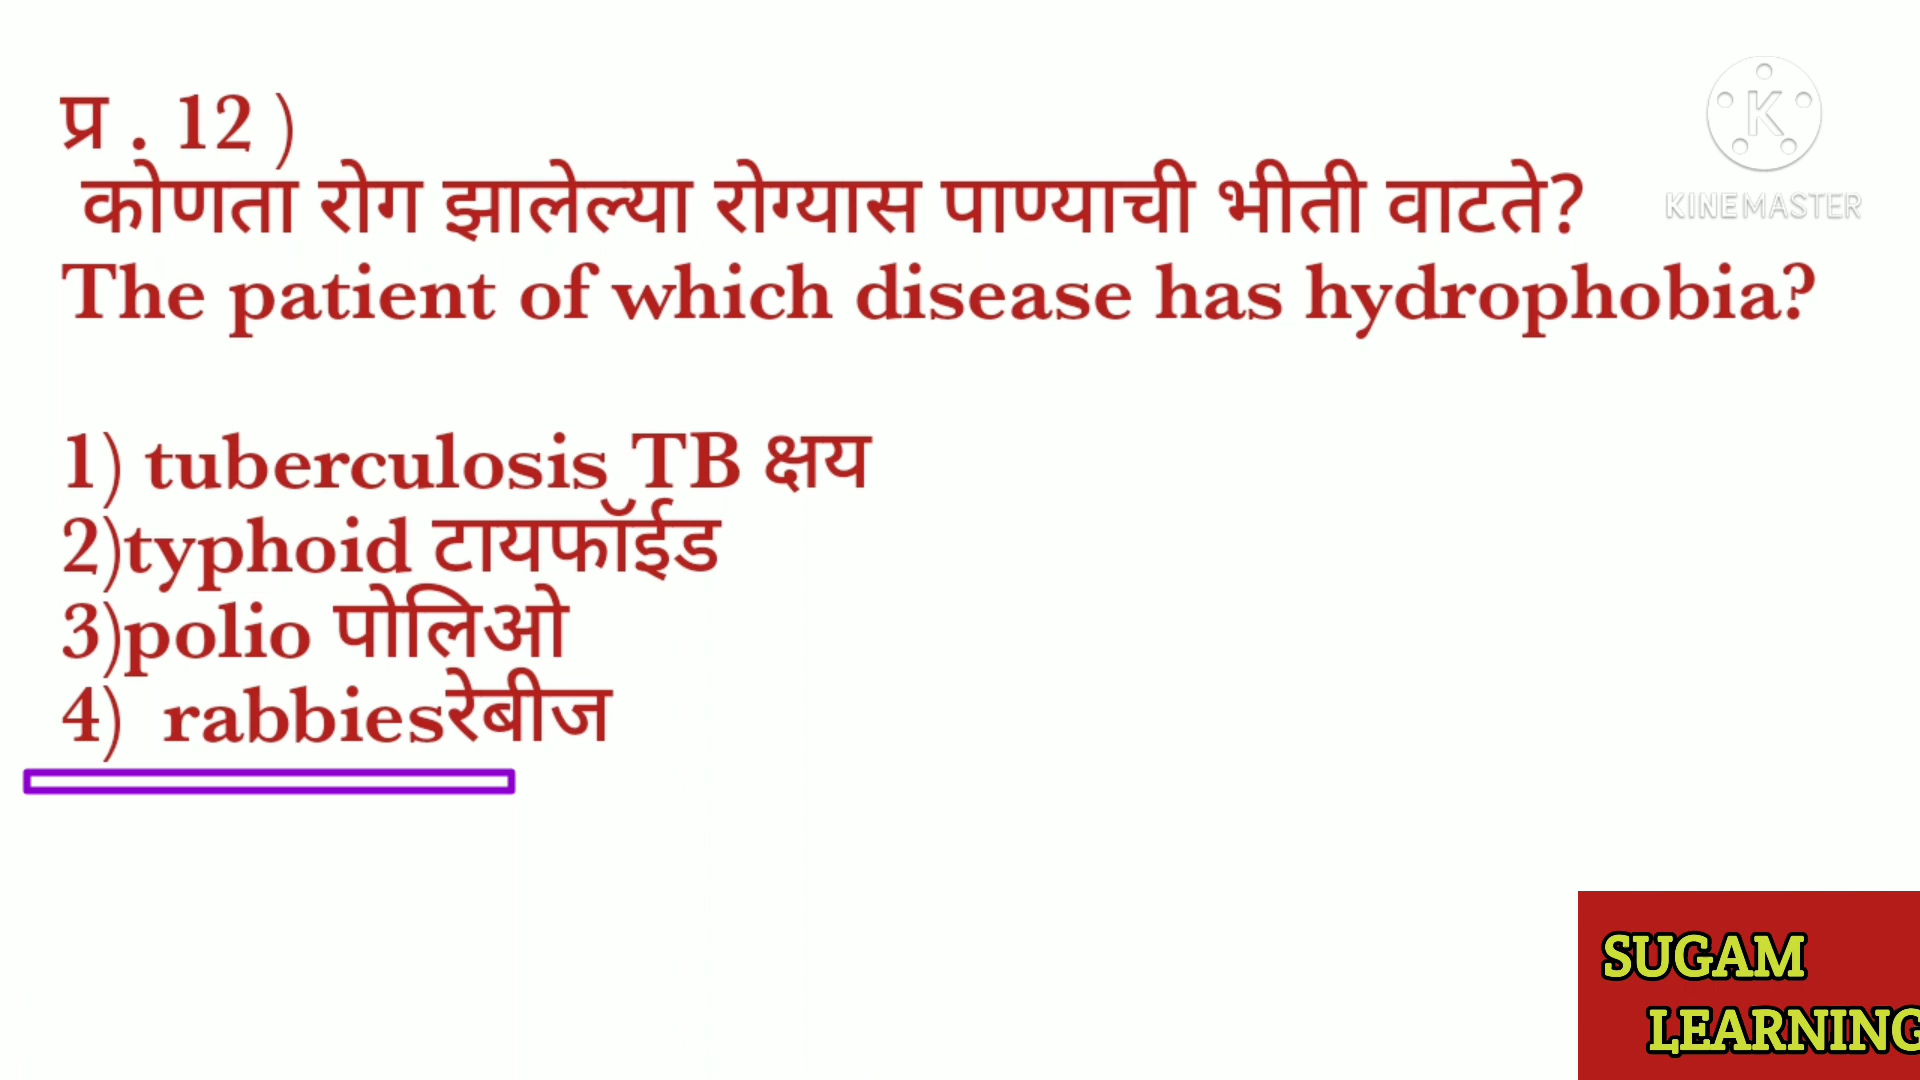 प्र . 12 )
कोणता रोग झालेल्या रोग्यास पाण्याची भीती वाटते?
The patient of which disease has hydrophobia?
1) tuberculosis TB क्षय
2)typhoid टायफॉईड
3)polio पोलिओ
4) rabbiesरेबीज
K
KINEMASTER
SUGAM
LEARNING